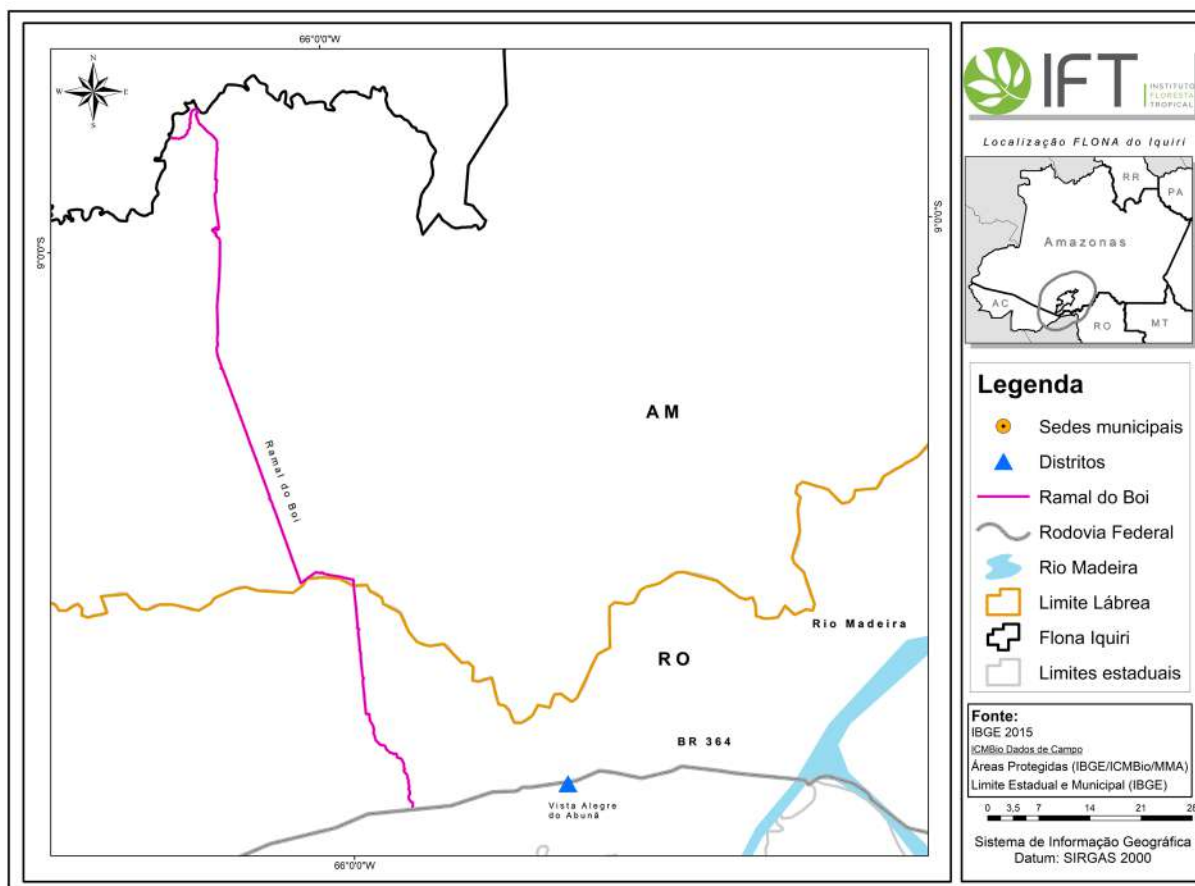 66°0'0"W
N
W E
S
9°0'0"S
9°0'0"S
Ramal do Boi
AM
Rio Madeira
RO
BR 364
Vista Alegre
do Abunã
66°0'0"W
IFT
INSTITUTO
FLORESTA
TROPICAL
Localização FLONA do Iquiri
RR
PA
Amazonas
AC
RO
MT
Legenda
Sedes municipais
Distritos
Ramal do Boi
Rodovia Federal
Rio Madeira
Limite Lábrea
Flona Iquiri
Limites estaduais
Fonte:
IBGE 2015
ICMBio Dados de Campo
Áreas Protegidas (IBGE/ICMBio/MMA)
Limite Estadual e Municipal (IBGE)
0 3,5 7 14 21 28
Sistema de Informação Geográfica
Datum: SIRGAS 2000